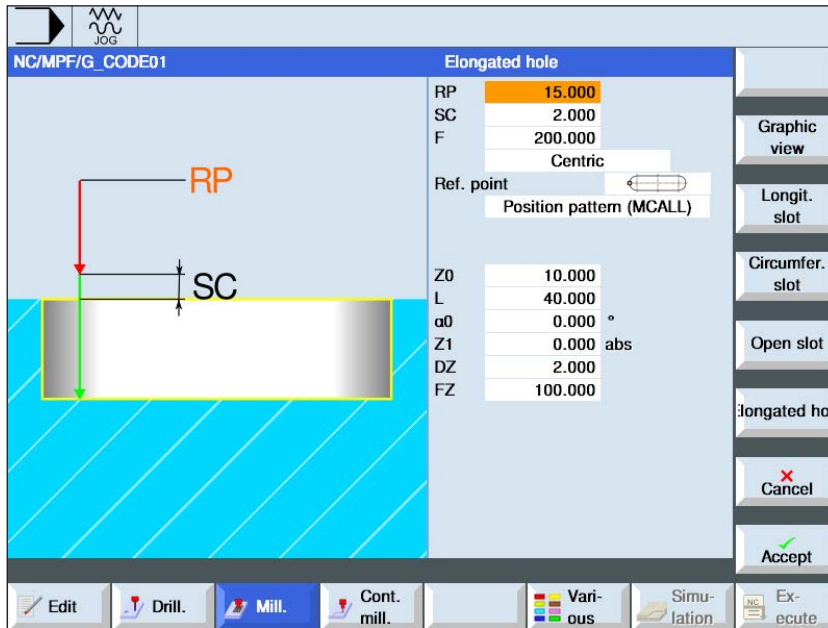 JOG
NC/MPF/G_CODE01
Elongated hole
RP
SC
RP 15.000
SC 2.000
F 200.000
Centric
Ref. point
Position pattern (MCALL)
Z0 10.000
L 40.000
α0 0.000 °
Z1 0.000 abs
DZ 2.000
FZ 100.000
Graphic
view
Longit.
slot
Circumfer.
slot
Open slot
longated ho
Cancel
Accept
Edit
Drill.
Mill.
Cont.
mill.
Vari-
ous
Simu-
lation
NC
Ex-
ecute